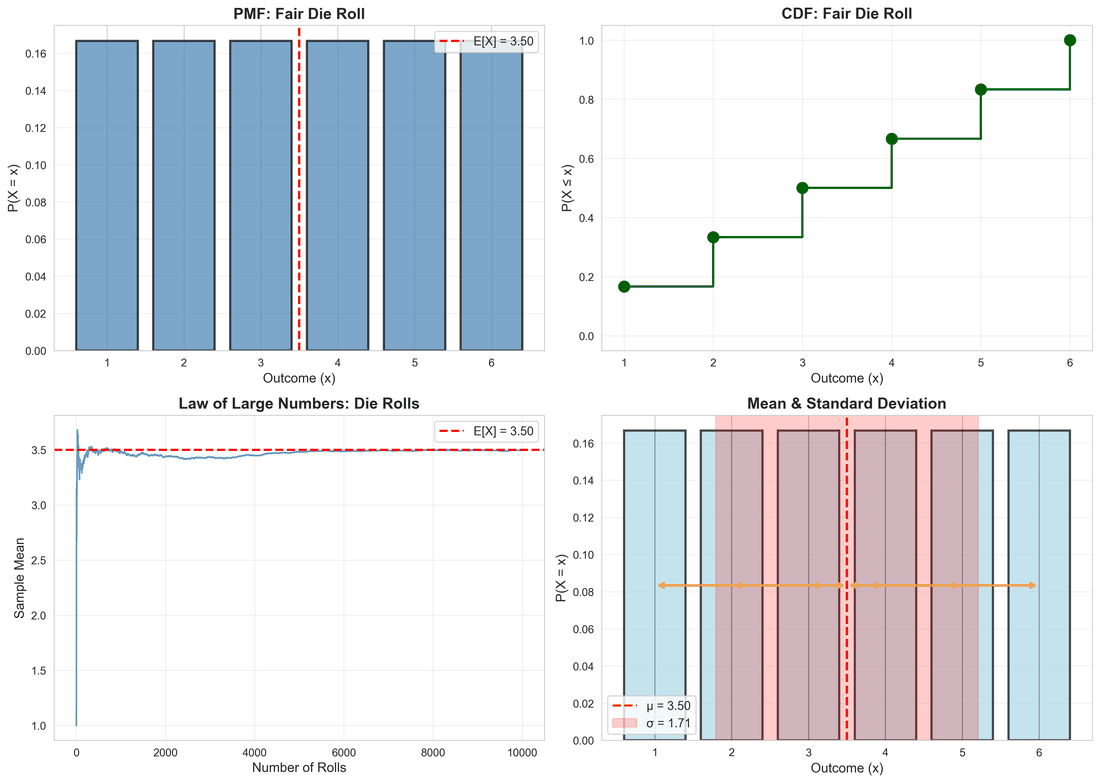 PMF: Fair Die Roll
P(X = x)
0.16
0.14
0.12
0.10
0.08
0.06
0.04
0.02
0.00
E[X] = 3.50
1 2 3 4 5 6
Outcome (x)
CDF: Fair Die Roll
P(X ≤ x)
1.0
0.8
0.6
0.4
0.2
0.0
1 2 3 4 5 6
Outcome (x)
Law of Large Numbers: Die Rolls
Sample Mean
3.5
3.0
2.5
2.0
1.5
1.0
E[X] = 3.50
0 2000 4000 6000 8000 10000
Number of Rolls
Mean & Standard Deviation
P(X = x)
0.16
0.14
0.12
0.10
0.08
0.06
0.04
0.02
0.00
μ = 3.50
σ = 1.71
1 2 3 4 5 6
Outcome (x)